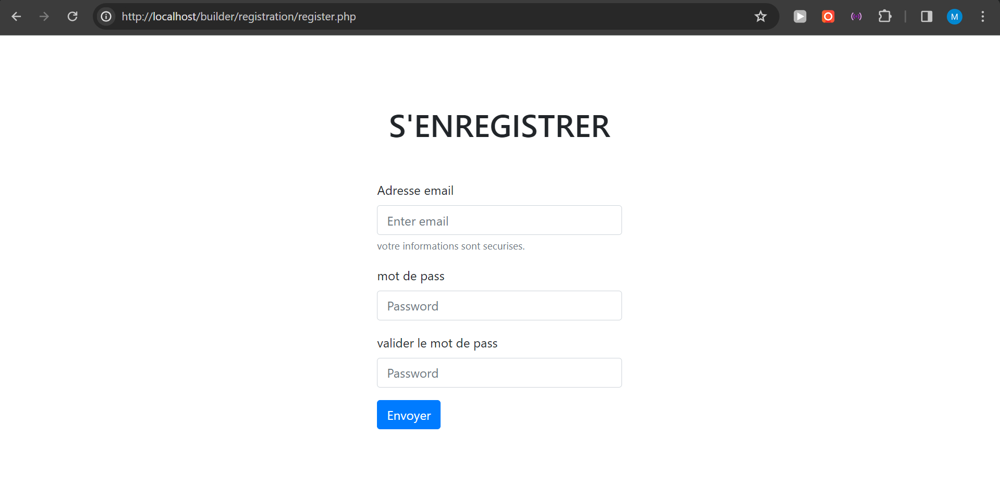 http://localhost/builder/registration/register.php
M
S'ENREGISTRER
Adresse email
Enter email
votre informations sont securises.
mot de pass
Password
valider le mot de pass
Password
Envoyer